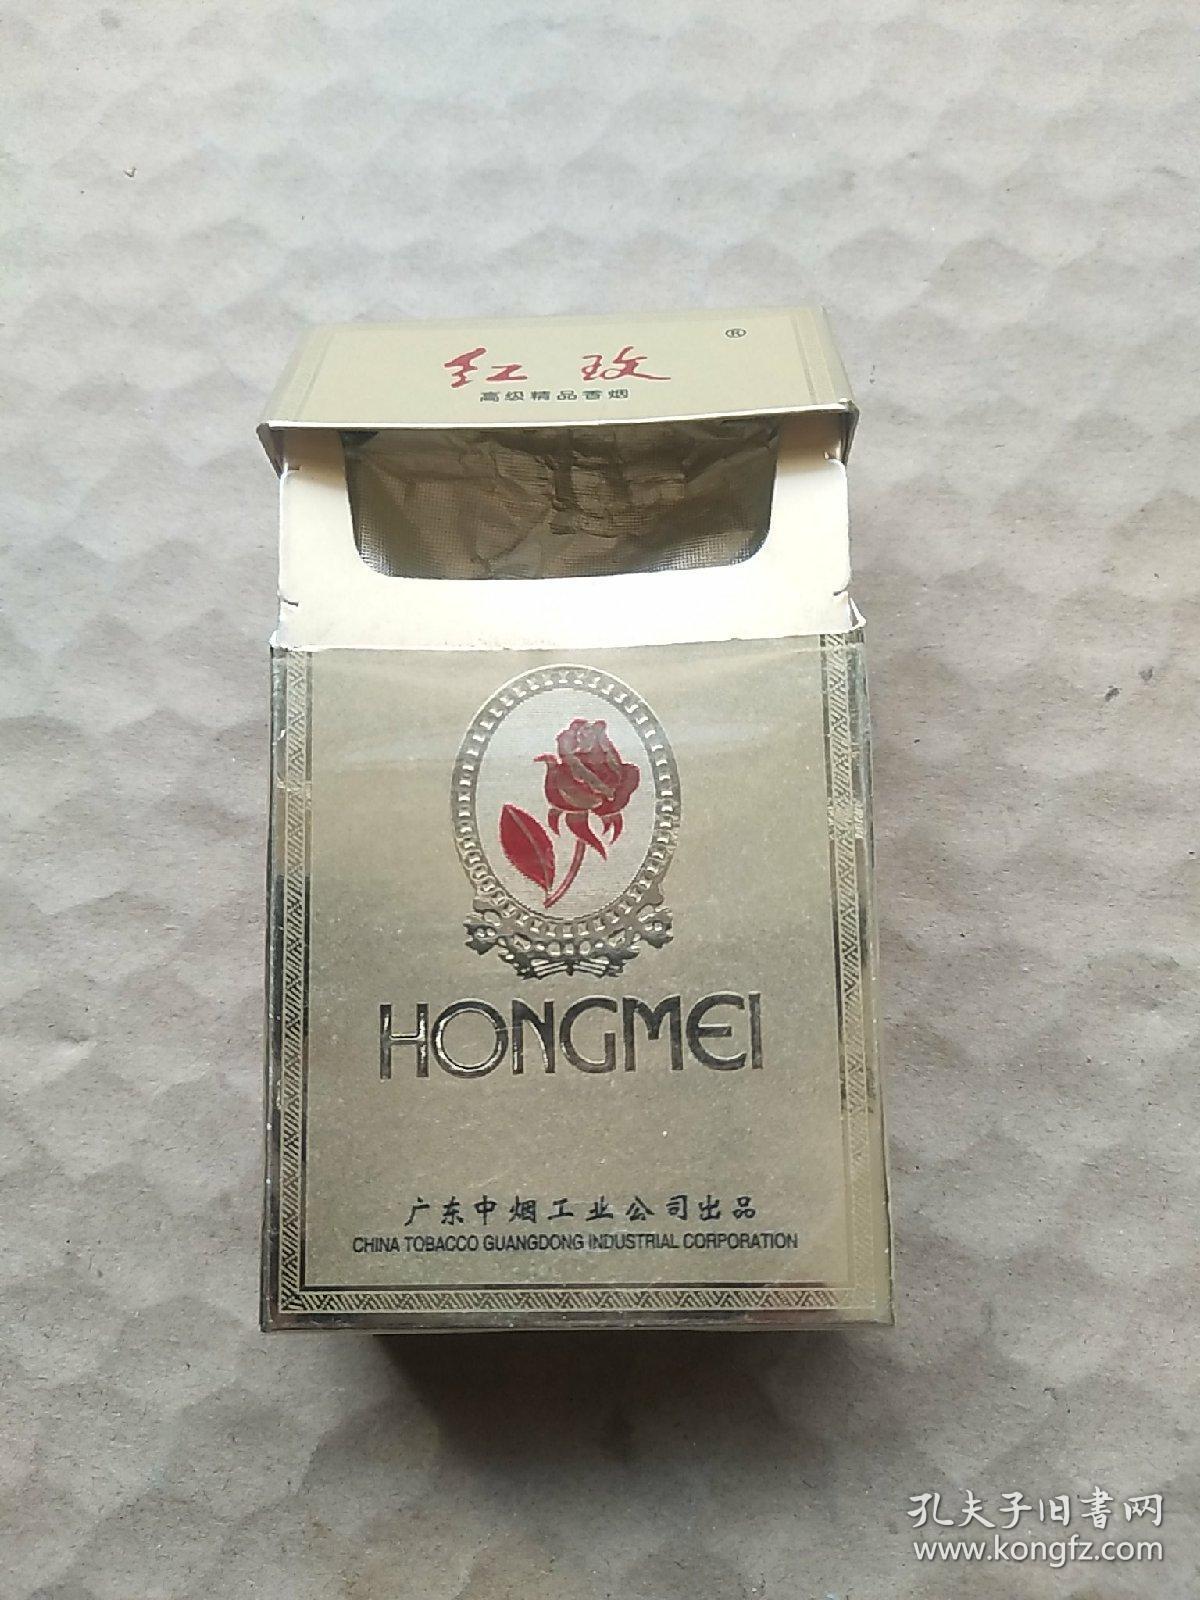 红玫 ®
高级精品香烟
HONGMEI
广东中烟工业公司出品
CHINA TOBACCO GUANGDONG INDUSTRIAL CORPORATION
孔夫子旧书网
www.kongfz.com